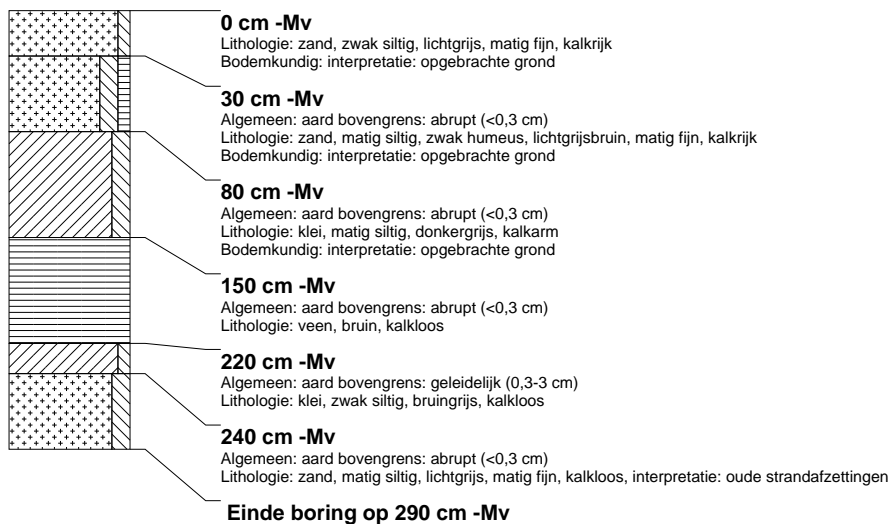 0 cm -Mv
Lithologie: zand, zwak siltig, lichtgrijs, matig fijn, kalkrijk
Bodemkundig: interpretatie: opgebrachte grond
30 cm -Mv
Algemeen: aard bovengrens: abrupt (<0,3 cm)
Lithologie: zand, matig siltig, zwak humeus, lichtgrijsbruin, matig fijn, kalkrijk
Bodemkundig: interpretatie: opgebrachte grond
80 cm -Mv
Algemeen: aard bovengrens: abrupt (<0,3 cm)
Lithologie: klei, matig siltig, donkergrijs, kalkarm
Bodemkundig: interpretatie: opgebrachte grond
150 cm -Mv
Algemeen: aard bovengrens: abrupt (<0,3 cm)
Lithologie: veen, bruin, kalkloos
220 cm -Mv
Algemeen: aard bovengrens: geleidelijk (0,3-3 cm)
Lithologie: klei, zwak siltig, bruingrijs, kalkloos
240 cm -Mv
Algemeen: aard bovengrens: abrupt (<0,3 cm)
Lithologie: zand, matig siltig, lichtgrijs, matig fijn, kalkloos, interpretatie: oude strandafzettingen
Einde boring op 290 cm -Mv